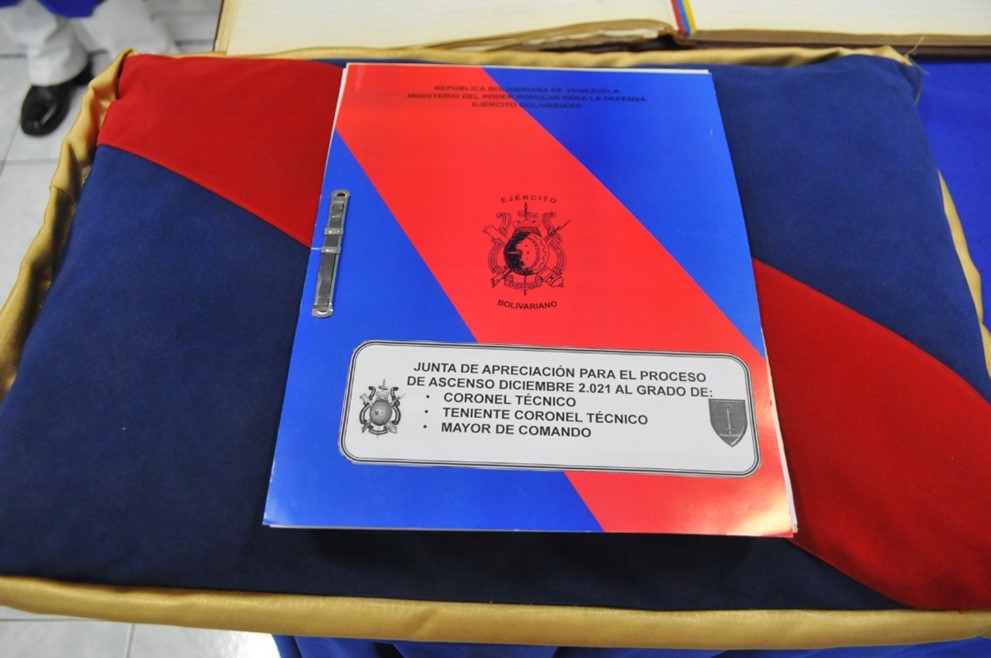 REPÚBLICA BOLIVARIANA DE VENEZUELA
MINISTERIO DEL PODER POPULAR PARA LA DEFENSA
EJÉRCITO BOLIVARIANO
EJÉRCITO
BOLIVARIANO
JUNTA DE APRECIACIÓN PARA EL PROCESO
DE ASCENSO DICIEMBRE 2.021 AL GRADO DE:
• CORONEL TÉCNICO
• TENIENTE CORONEL TÉCNICO
• MAYOR DE COMANDO